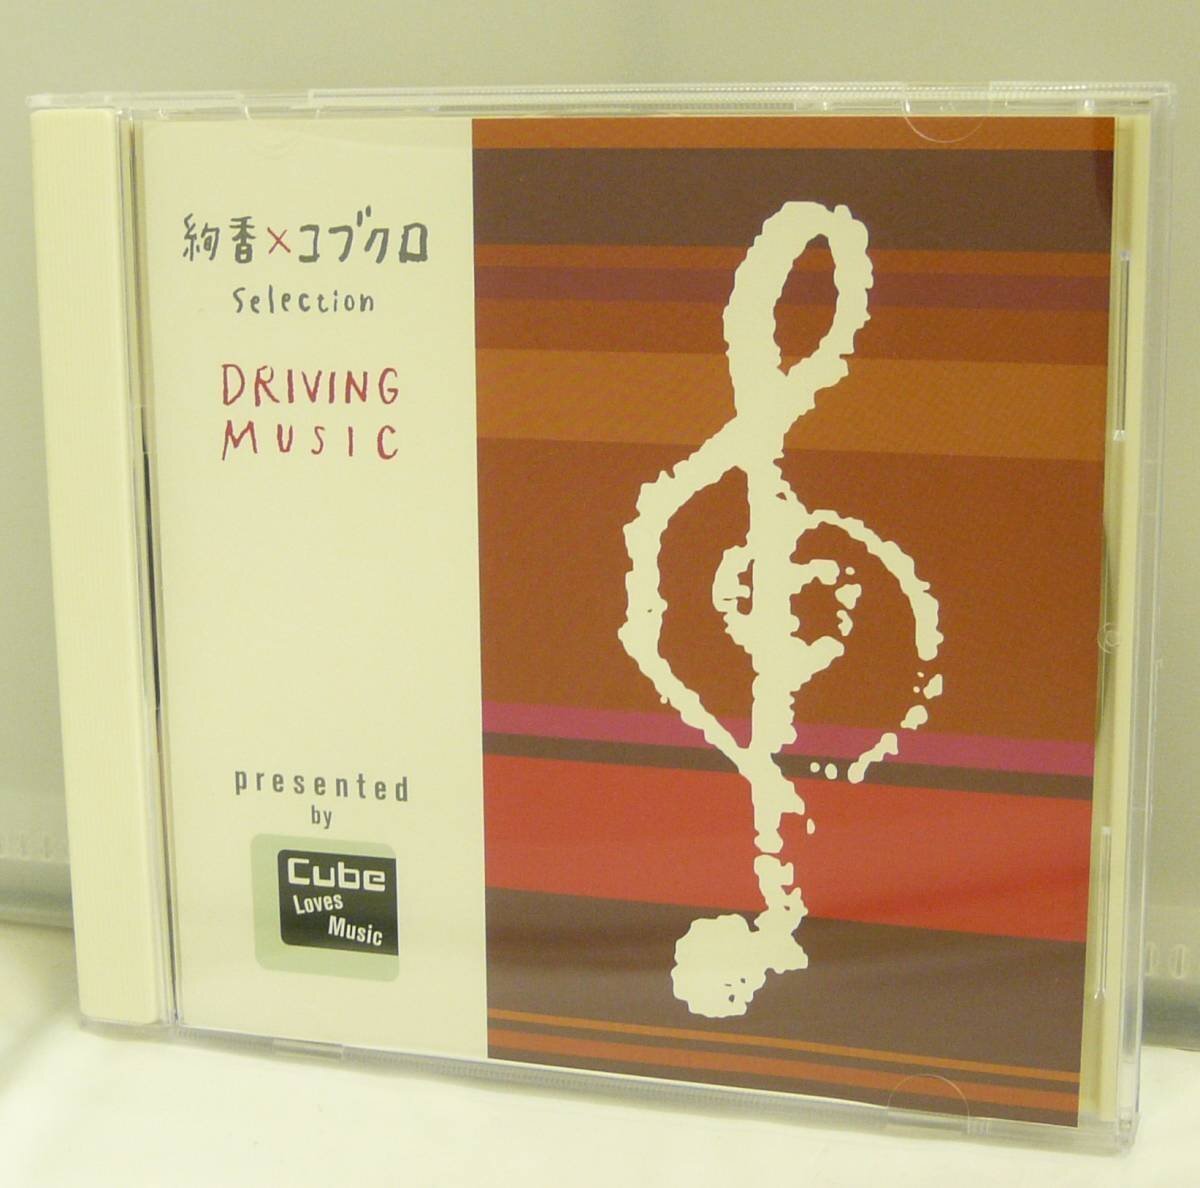 絢香×コブクロ
Selection
DRIVING
MUSIC
presented
by
Cube
Loves
Music